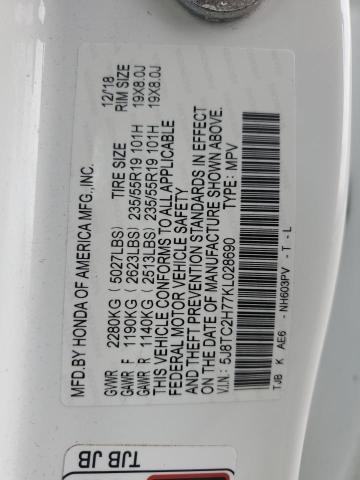 MFD.BY HONDA OF AMERICA MFG.,INC. 12/18
TIRE SIZE RIM SIZE
GVWR 2280KG ( 5027LBS)
GAWR F 1190KG ( 2623LBS) 235/55R19 101H 19X8.0J
GAWR R 1140KG ( 2513LBS) 235/55R19 101H 19X8.0J
THIS VEHICLE CONFORMS TO ALL APPLICABLE
FEDERAL MOTOR VEHICLE SAFETY
AND THEFT PREVENTION STANDARDS IN EFFECT
ON THE DATE OF MANUFACTURE SHOWN ABOVE.
V.I.N.: 5J8TC2H77KL028690 TYPE: MPV
TJB K AE6 - NH603PV - T - L
TJB JB